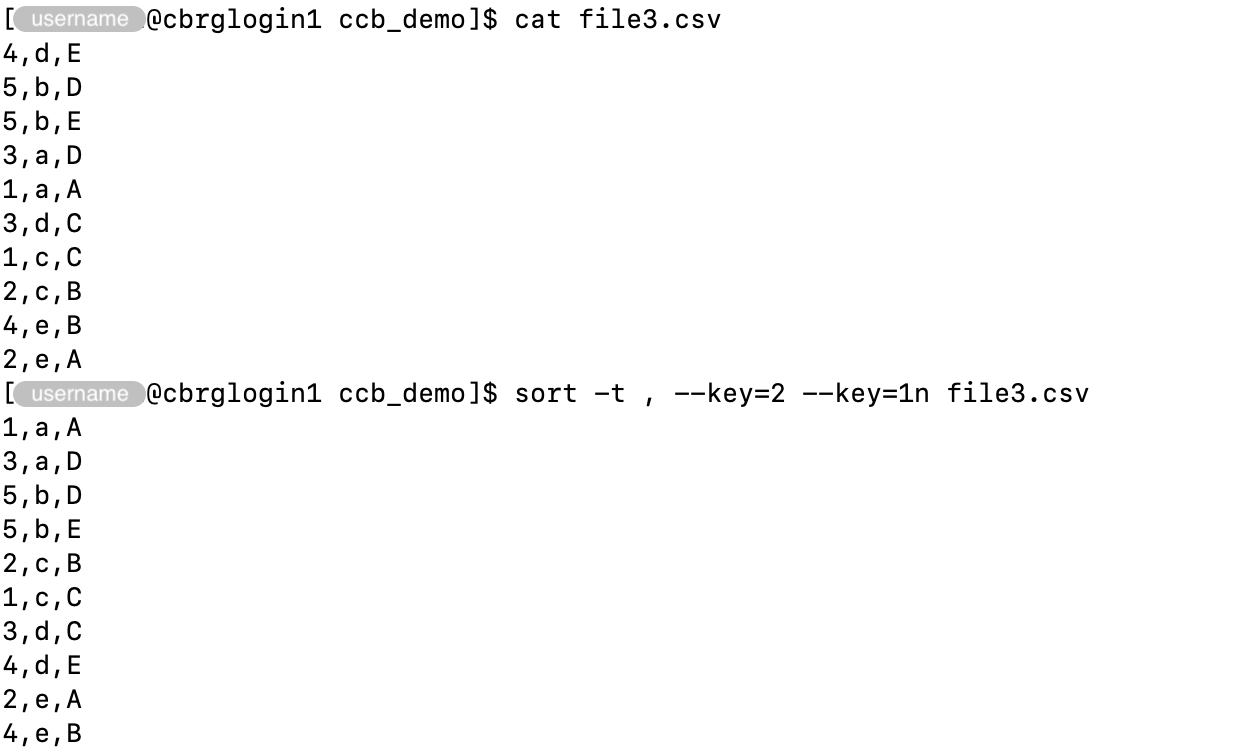 [username@cbrglogin1 ccb_demo]$ cat file3.csv
4,d,E
5,b,D
5,b,E
3,a,D
1,a,A
3,d,C
1,c,C
2,c,B
4,e,B
2,e,A
[username@cbrglogin1 ccb_demo]$ sort -t , --key=2 --key=1n file3.csv
1,a,A
3,a,D
5,b,D
5,b,E
2,c,B
1,c,C
3,d,C
4,d,E
2,e,A
4,e,B